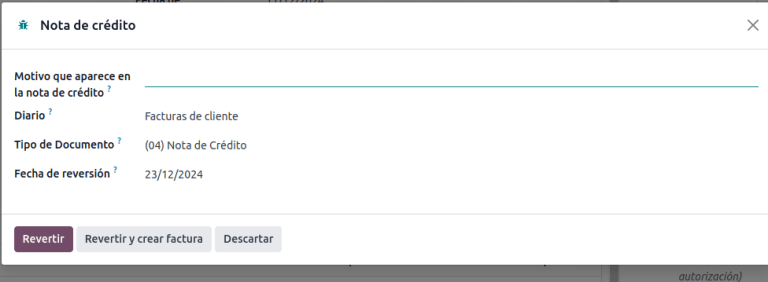 Nota de crédito
Motivo que aparece en
la nota de crédito ?
Diario ? Facturas de cliente
Tipo de Documento ? (04) Nota de Crédito
Fecha de reversión ? 23/12/2024
Revertir Revertir y crear factura Descartar
autorización)